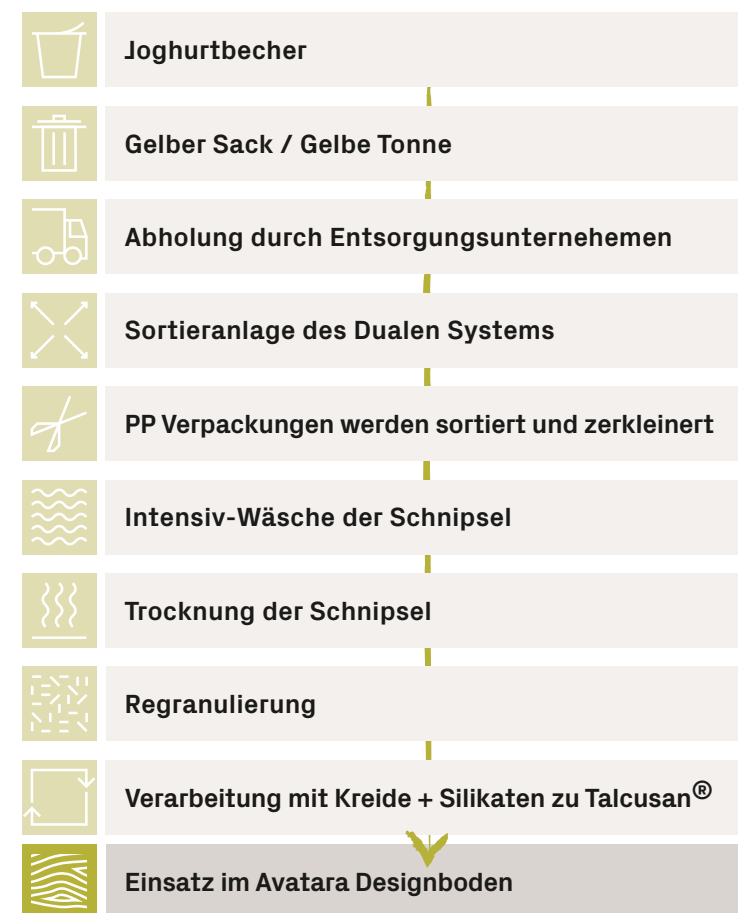 Joghurtbecher
Gelber Sack / Gelbe Tonne
Abholung durch Entsorgungsunternehemen
Sortieranlage des Dualen Systems
PP Verpackungen werden sortiert und zerkleinert
Intensiv-Wäsche der Schnipsel
Trocknung der Schnipsel
Regranulierung
Verarbeitung mit Kreide + Silikaten zu Talcusan®
Einsatz im Avatara Designboden